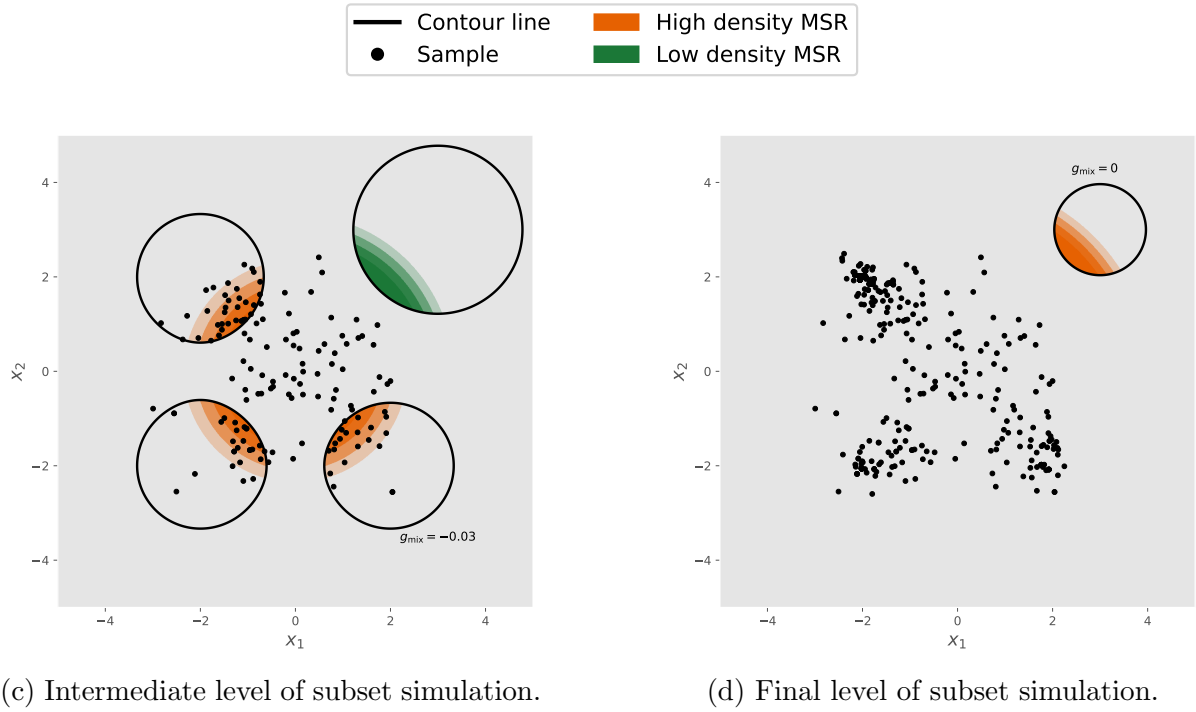 Contour line
Sample
High density MSR
Low density MSR
4
2
0
−2
−4
x₂
−4
−2
0
2
4
x₁
g_mix = −0.03
(c) Intermediate level of subset simulation.
4
2
0
−2
−4
x₂
−4
−2
0
2
4
x₁
g_mix = 0
(d) Final level of subset simulation.